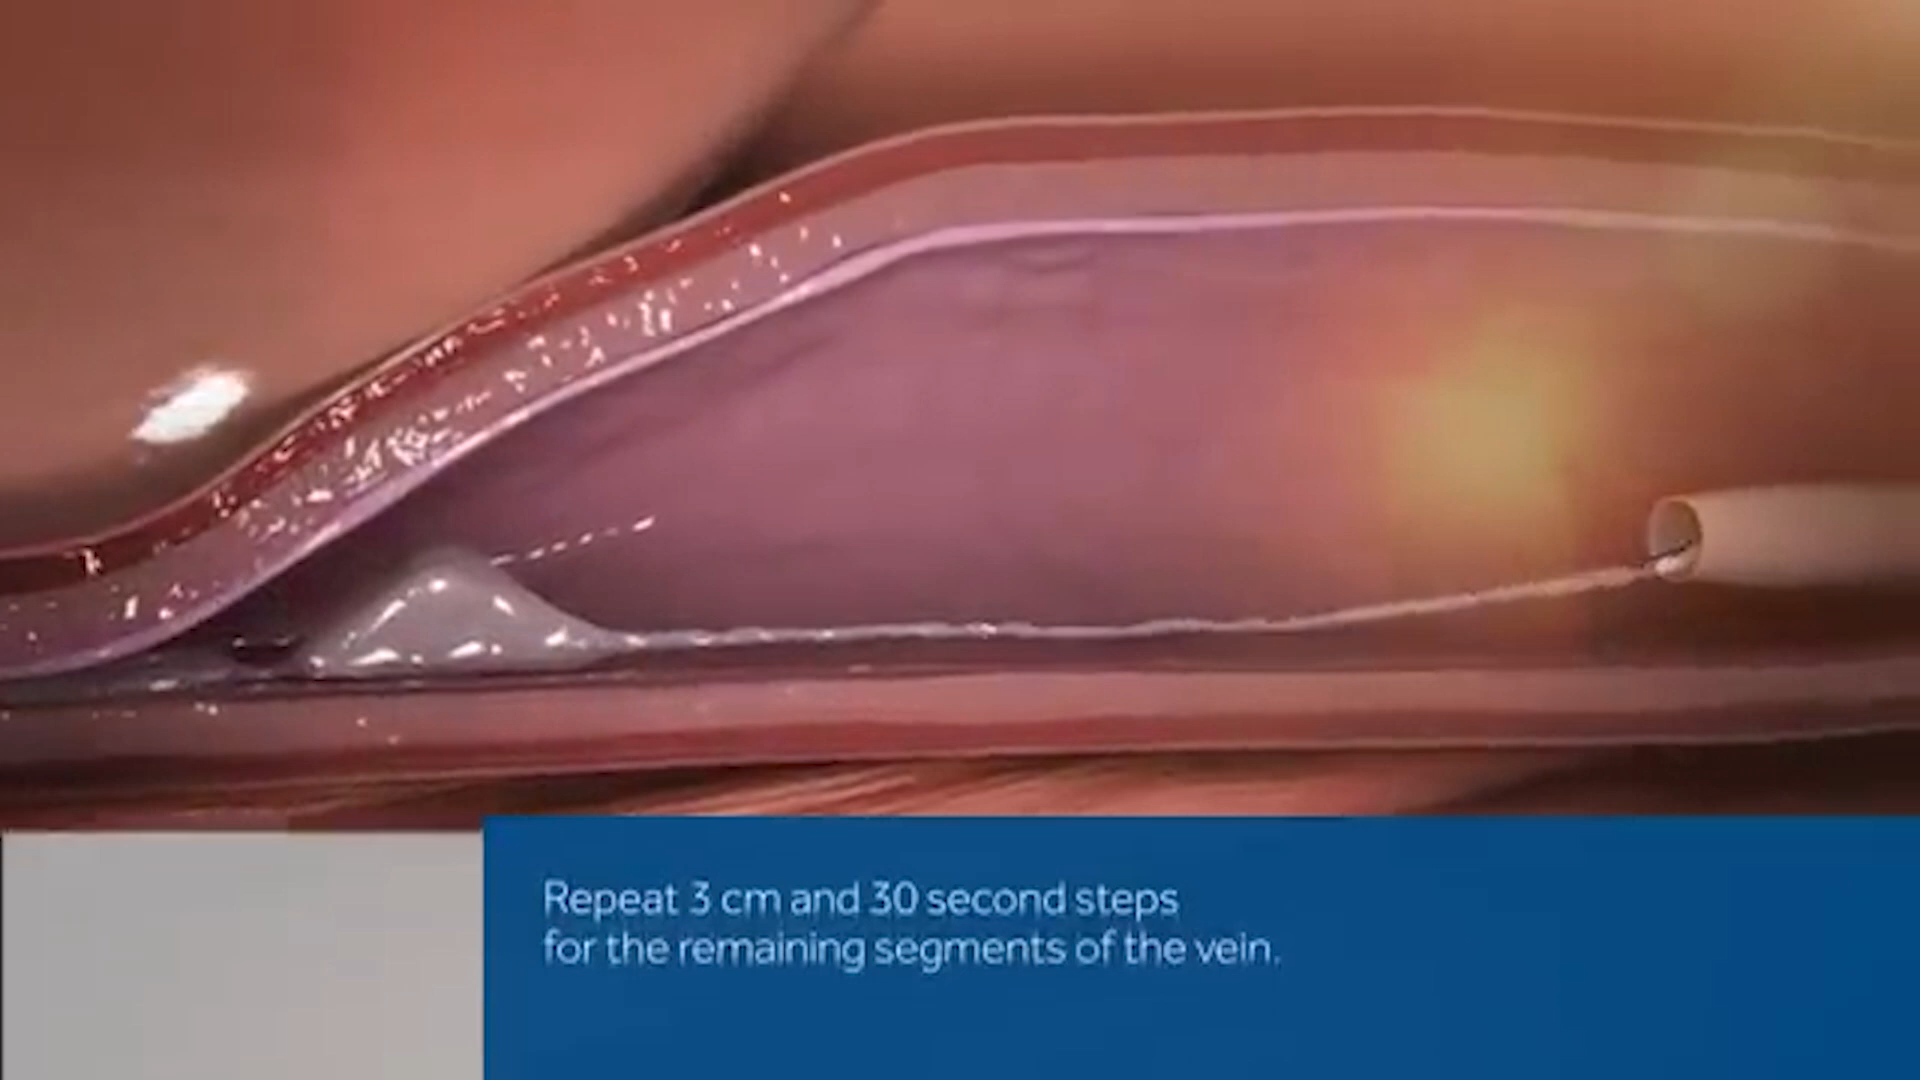 Repeat 3 cm and 30 second steps
for the remaining segments of the vein.